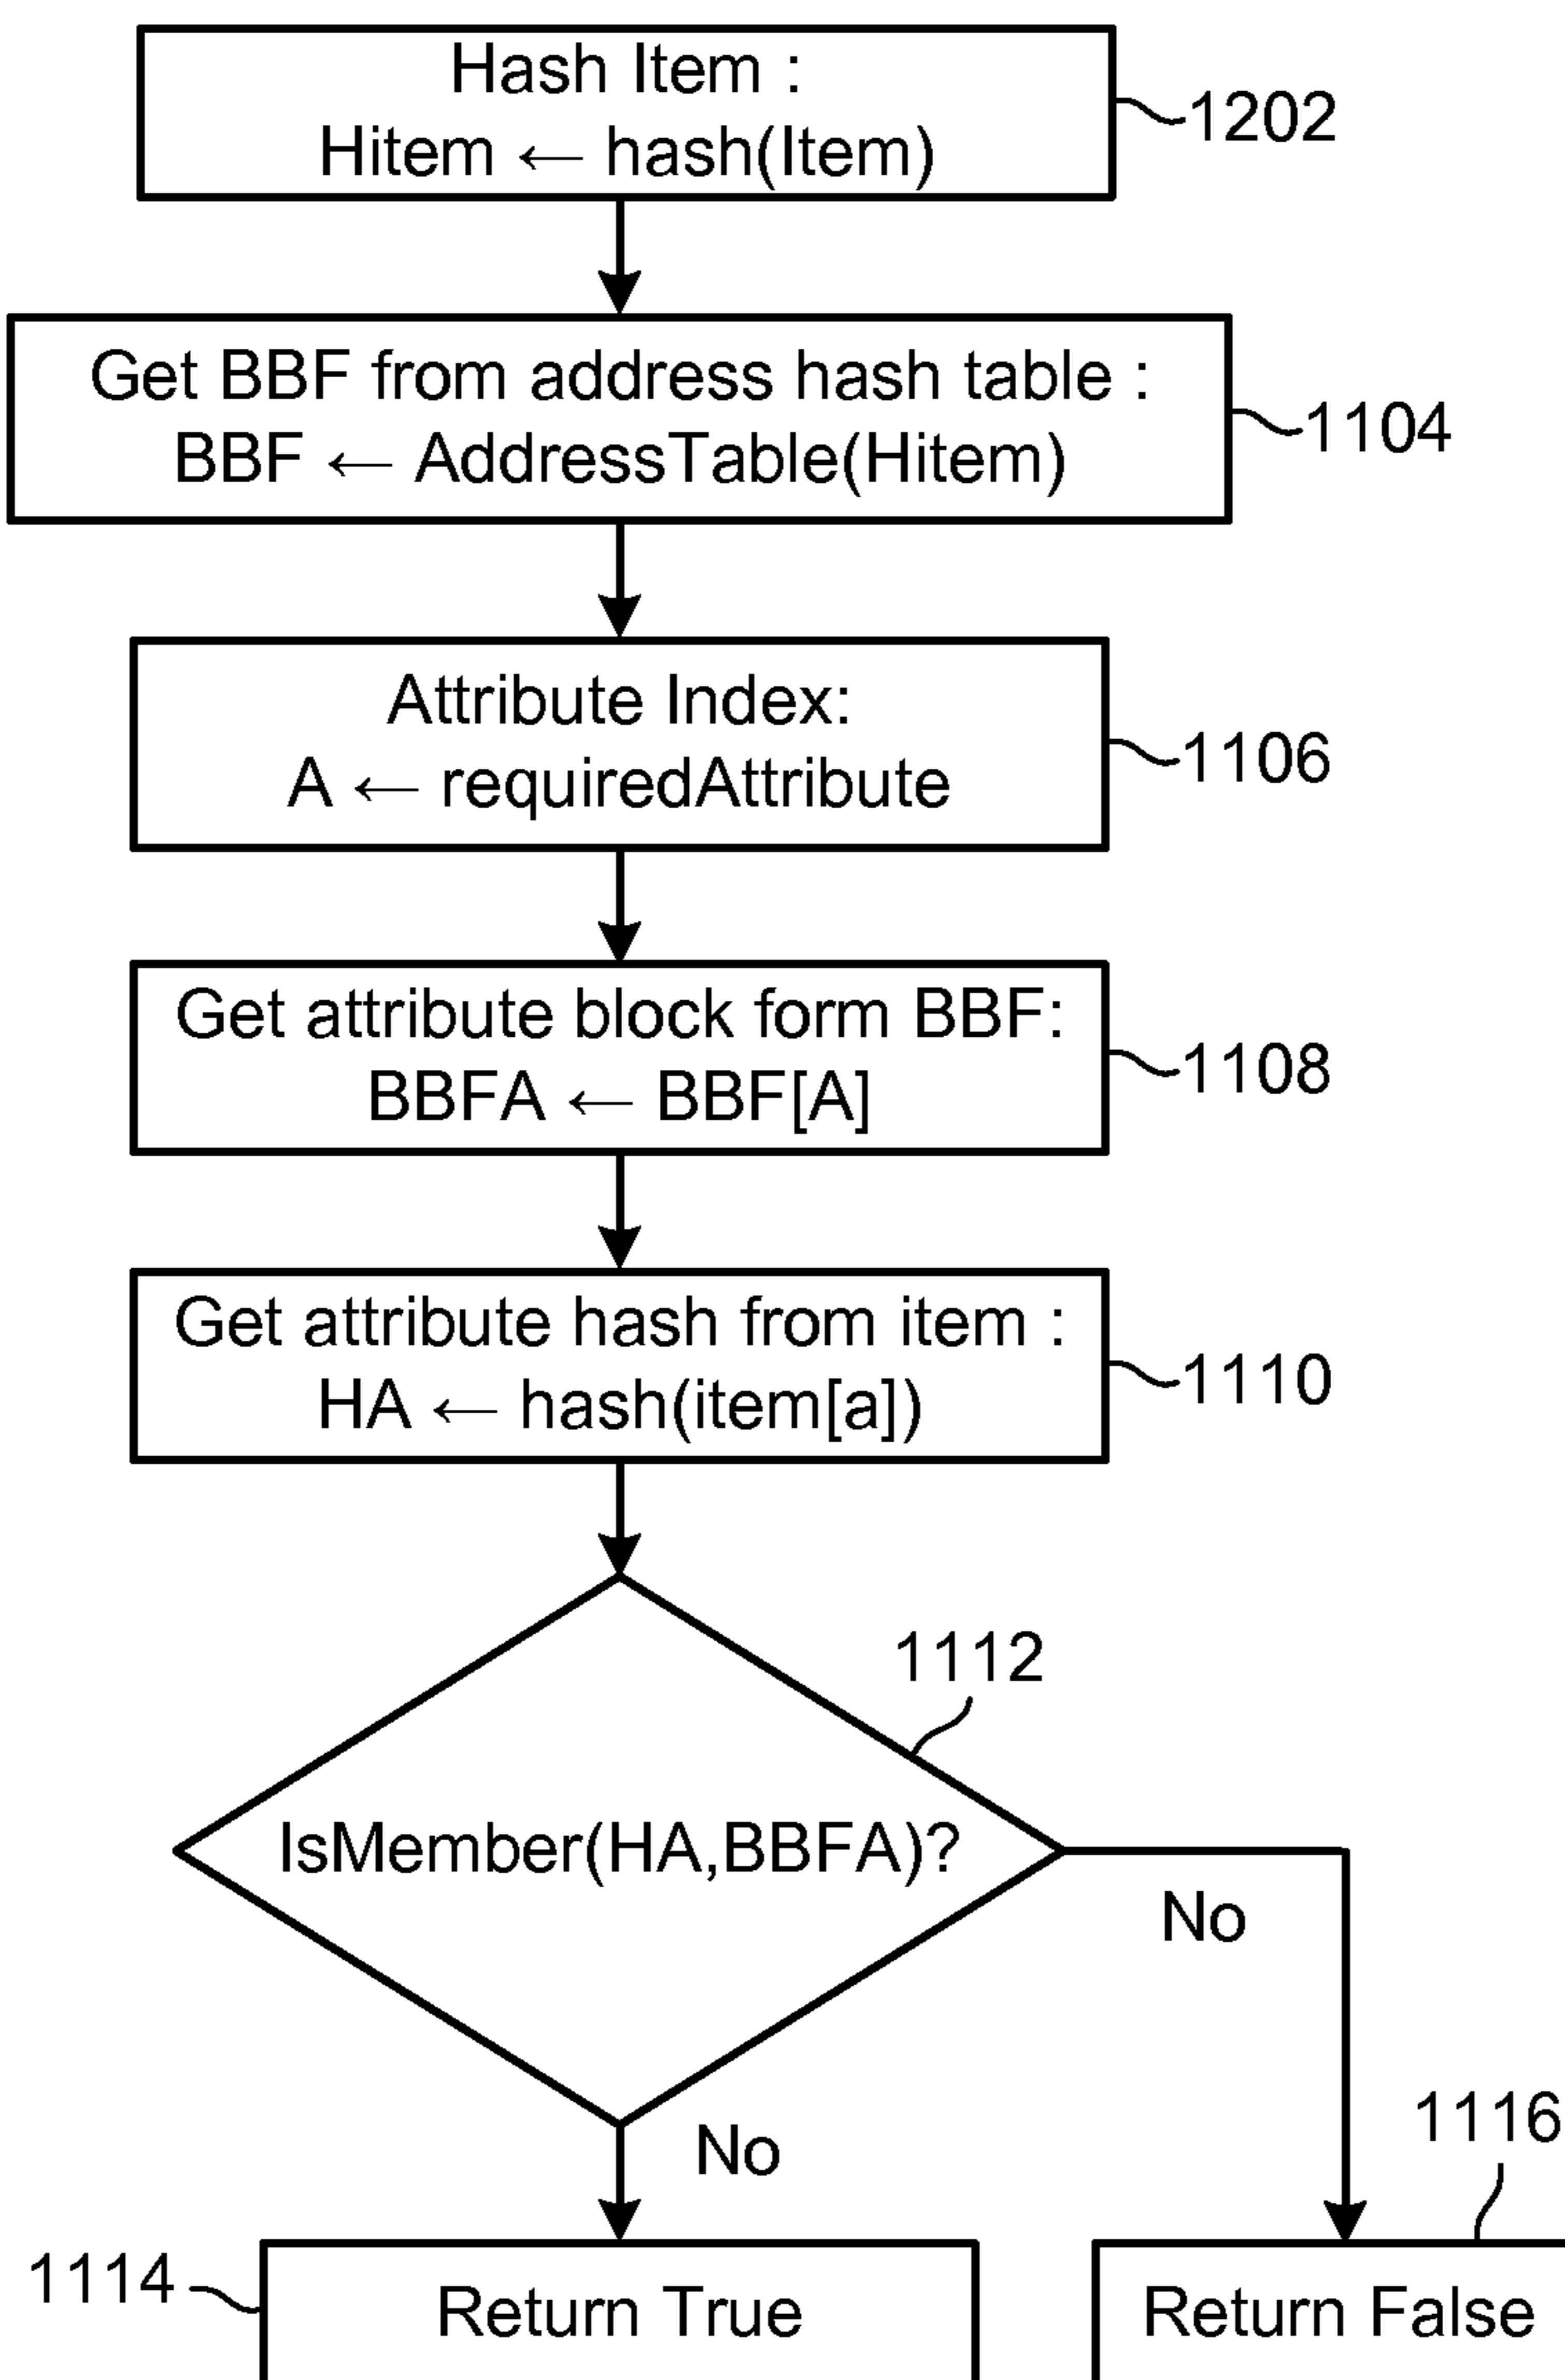 Hash Item :
Hitem ← hash(Item)
1202
Get BBF from address hash table :
BBF ← AddressTable(Hitem)
1104
Attribute Index:
A ← requiredAttribute
1106
Get attribute block form BBF:
BBFA ← BBF[A]
1108
Get attribute hash from item :
HA ← hash(item[a])
1110
1112
IsMember(HA,BBFA)?
No
No
1116
1114
Return True
Return False